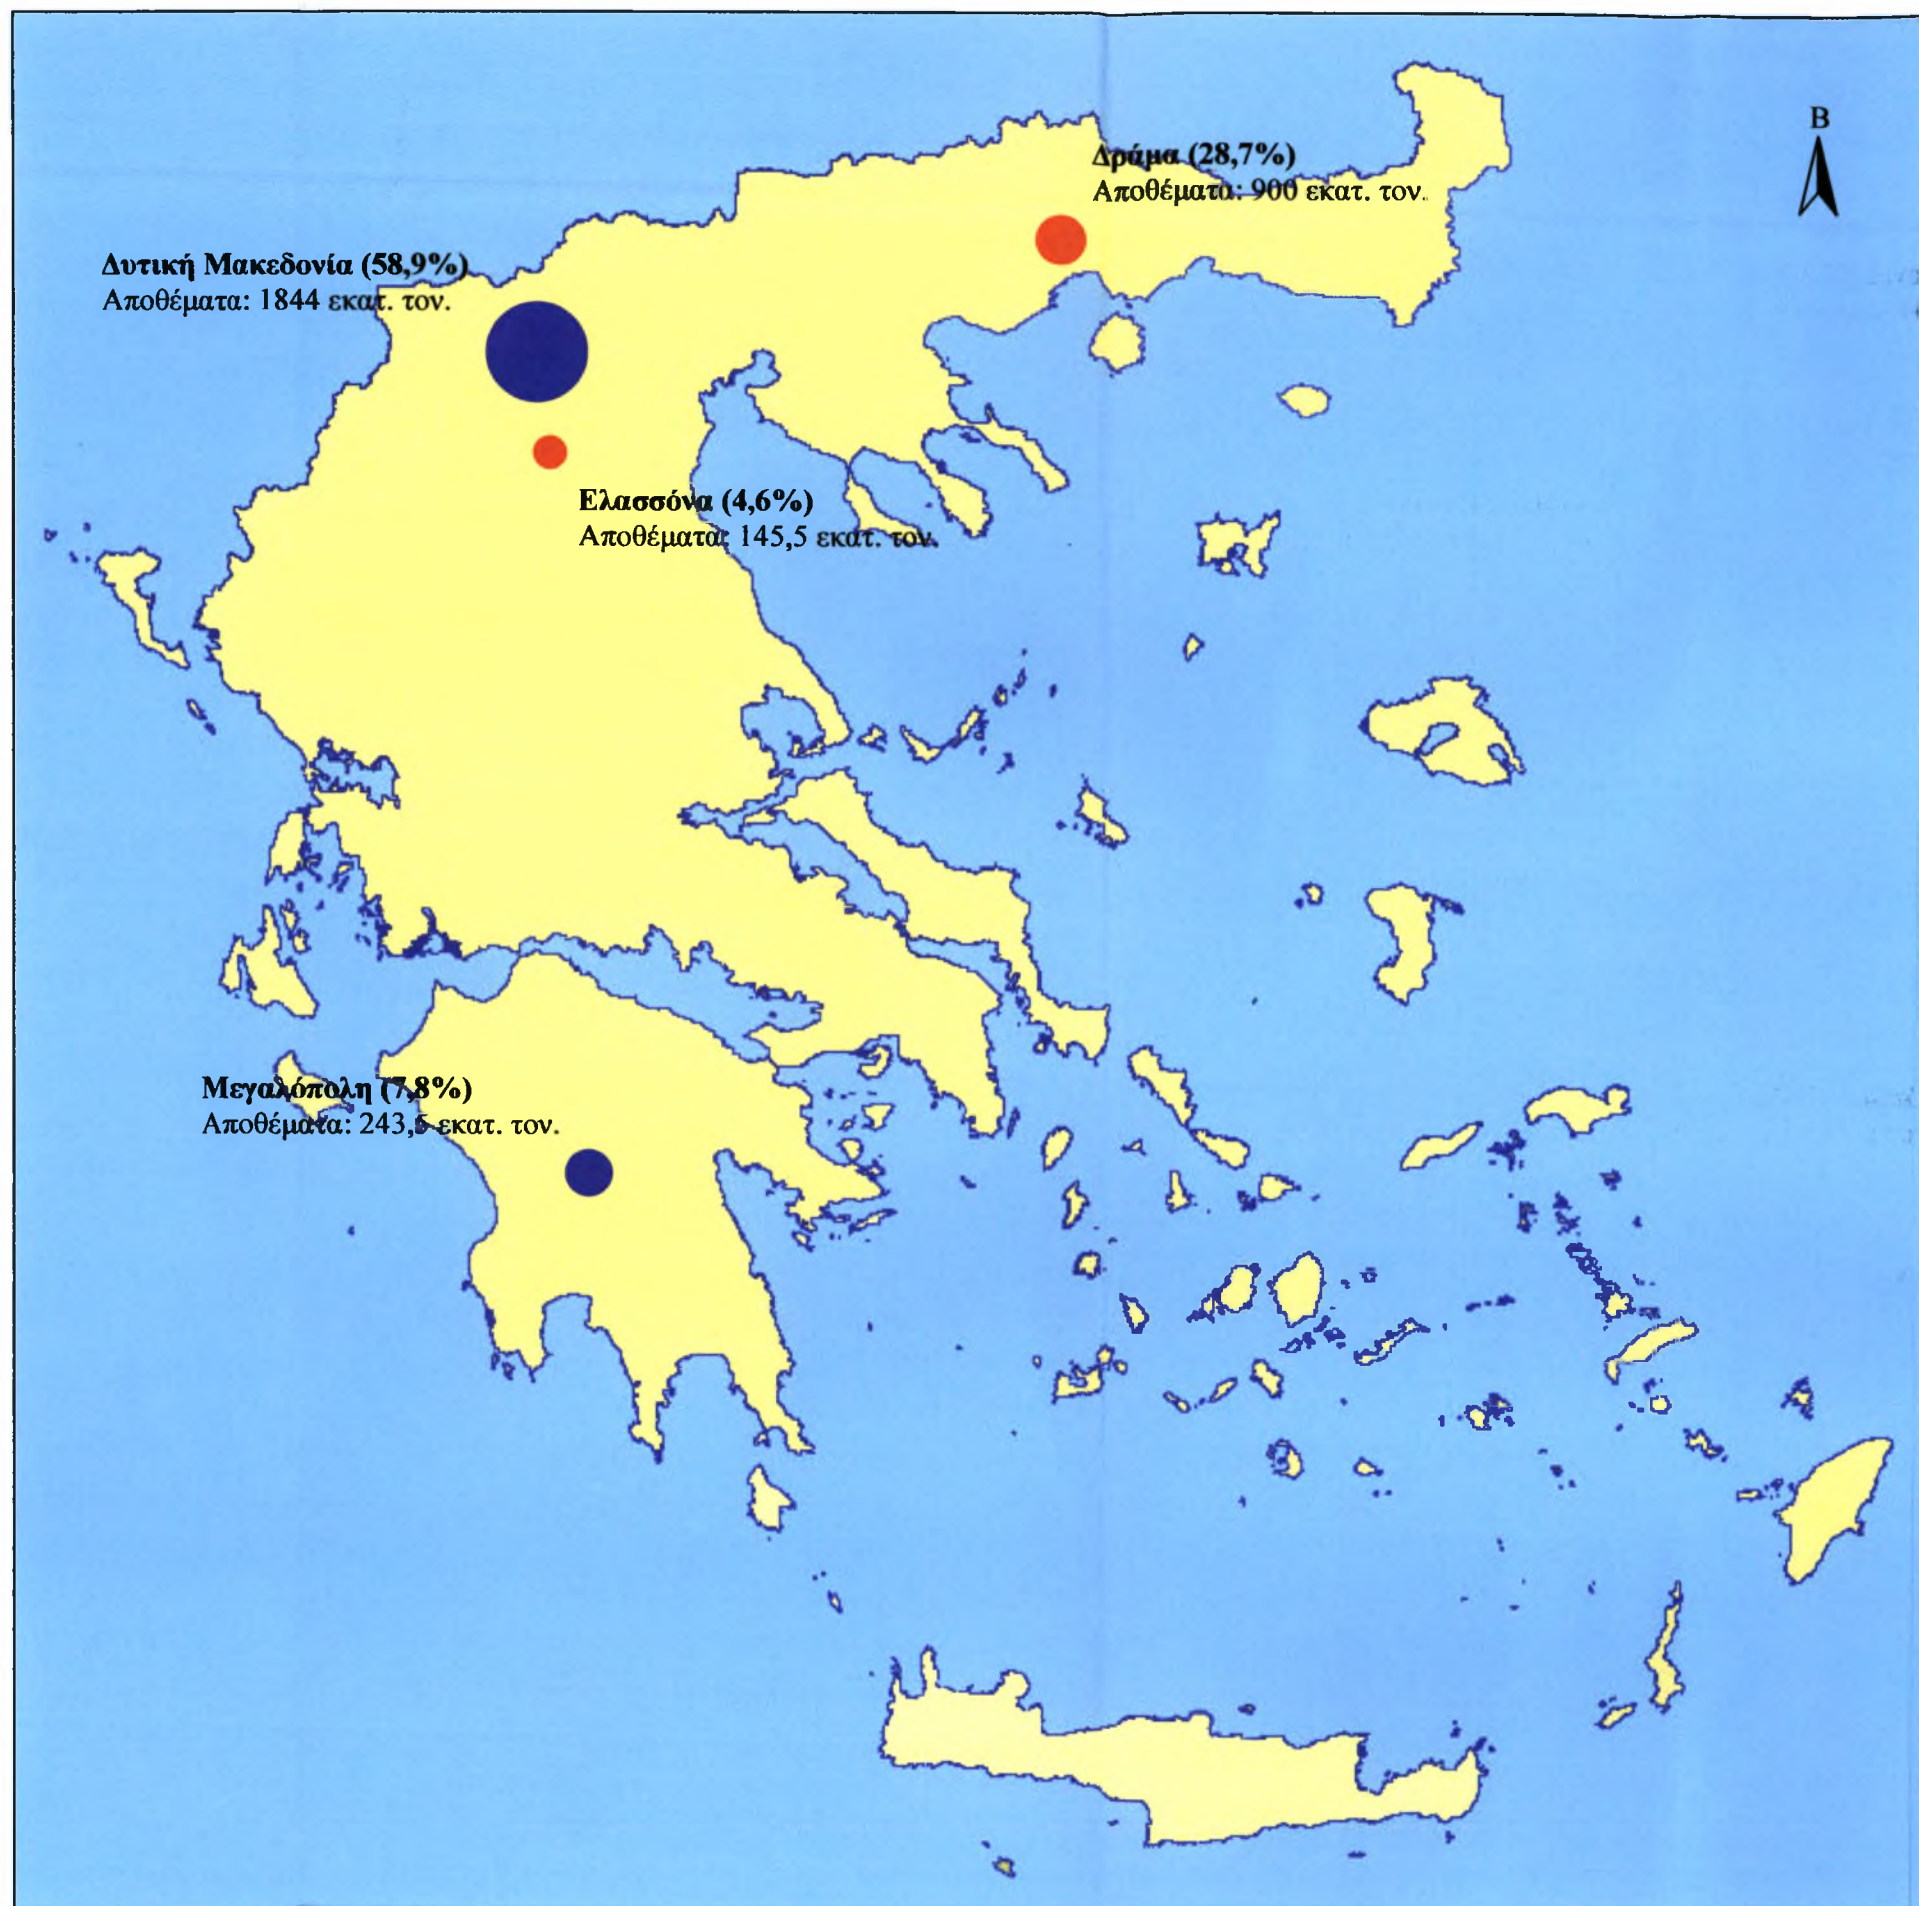 Β
Δράμα (28,7%)
Αποθέματα: 900 εκατ. τον.
Δυτική Μακεδονία (58,9%)
Αποθέματα: 1844 εκατ. τον.
Ελασσόνα (4,6%)
Αποθέματα: 145,5 εκατ. τον.
Μεγαλόπολη (7,8%)
Αποθέματα: 243,5 εκατ. τον.